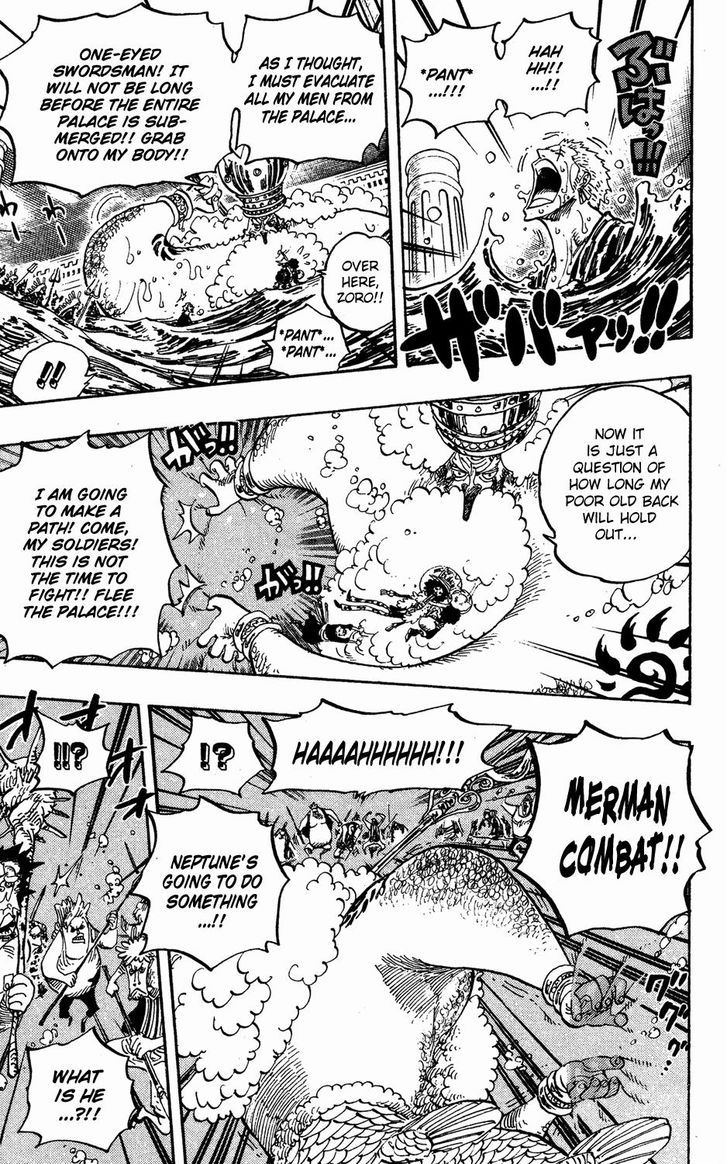 HAH
HH!!
...!!
*PANT*
...!!!
ぶはっ!!!
ザバァッ!!
AS I THOUGHT,
I MUST EVACUATE
ALL MY MEN FROM
THE PALACE...
ONE-EYED
SWORDSMAN! IT
WILL NOT BE LONG
BEFORE THE ENTIRE
PALACE IS SUB-
MERGED!! GRAB
ONTO MY BODY!!
OVER
HERE,
ZORO!!
*PANT*...
*PANT*...
!!
NOW IT
IS JUST A
QUESTION OF
HOW LONG MY
POOR OLD BACK
WILL HOLD
OUT...
ガっ!!
ガっ!!
I AM GOING
TO MAKE A
PATH! COME,
MY SOLDIERS!
THIS IS NOT
THE TIME TO
FIGHT!! FLEE
THE PALACE!!!
MERMAN
COMBAT!!
HAAAAHHHHHH!!!
!?
NEPTUNE'S
GOING TO DO
SOMETHING
...!!
!!?
WHAT
IS HE
...?!!